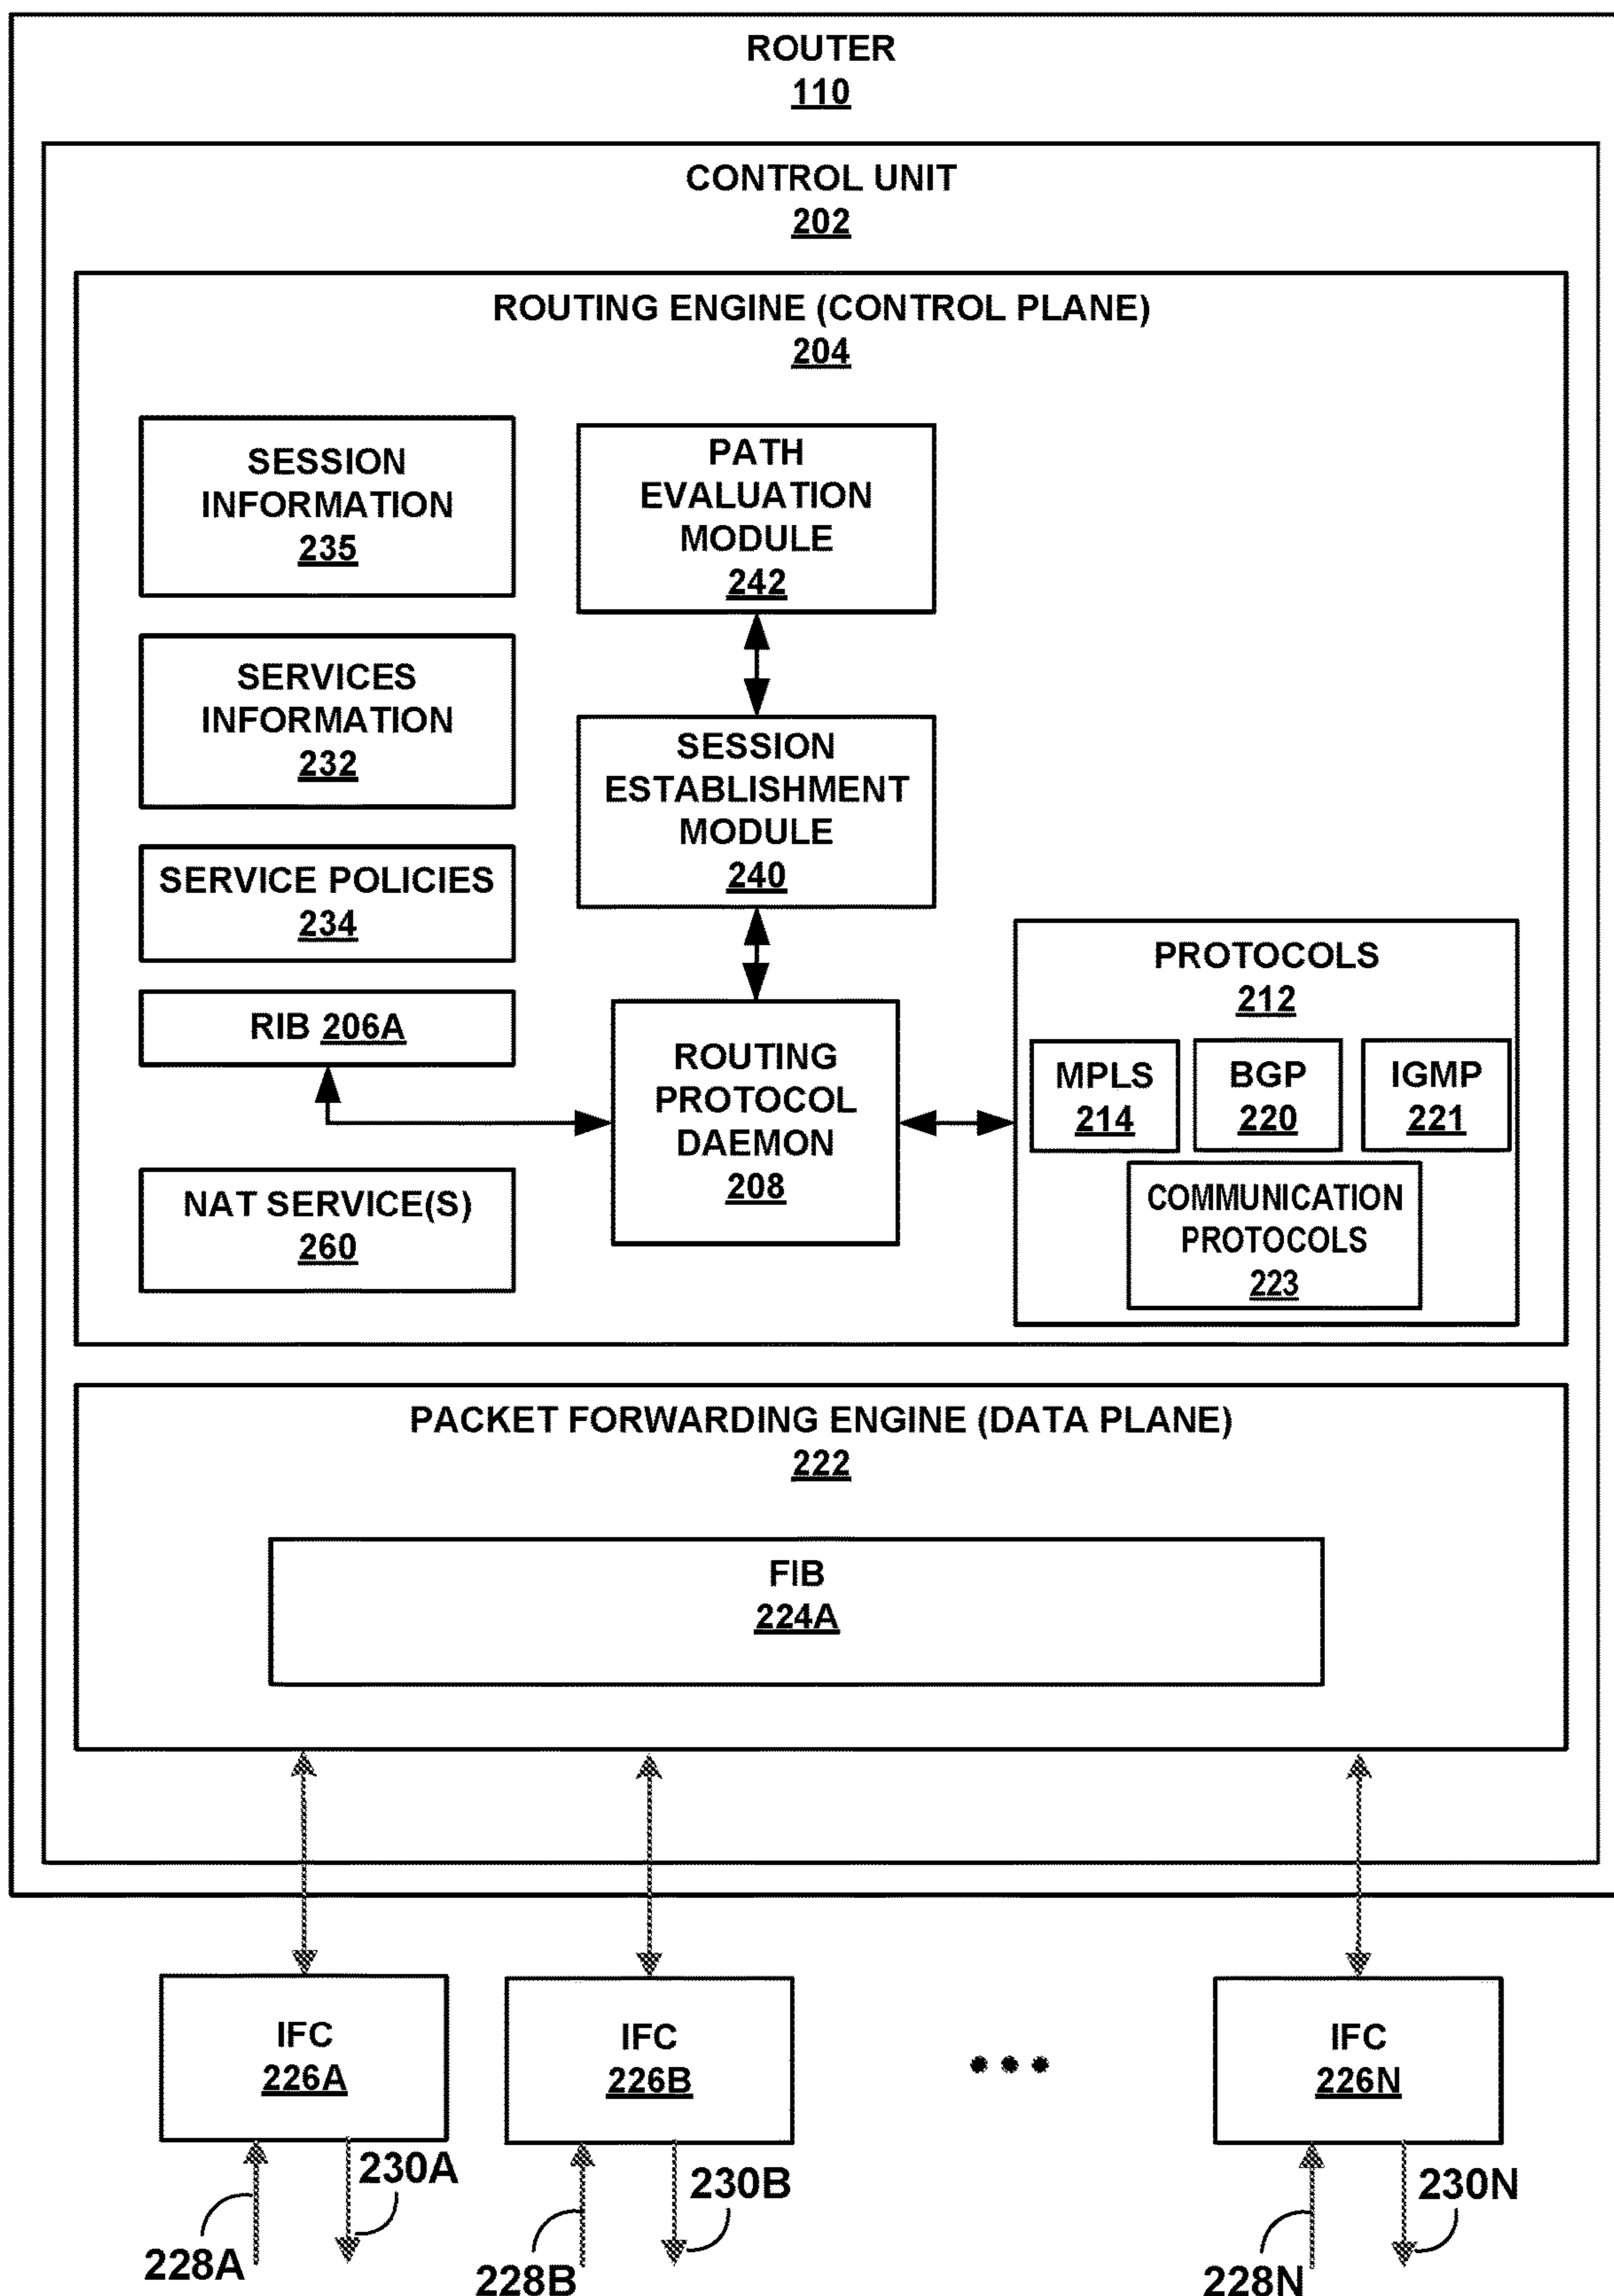 ROUTER
110
CONTROL UNIT
202
ROUTING ENGINE (CONTROL PLANE)
204
SESSION
INFORMATION
235
PATH
EVALUATION
MODULE
242
SERVICES
INFORMATION
232
SESSION
ESTABLISHMENT
MODULE
240
SERVICE POLICIES
234
RIB 206A
ROUTING
PROTOCOL
DAEMON
208
PROTOCOLS
212
MPLS
214
BGP
220
IGMP
221
COMMUNICATION
PROTOCOLS
223
NAT SERVICE(S)
260
PACKET FORWARDING ENGINE (DATA PLANE)
222
FIB
224A
IFC
226A
IFC
226B
IFC
226N
228A
230A
228B
230B
228N
230N